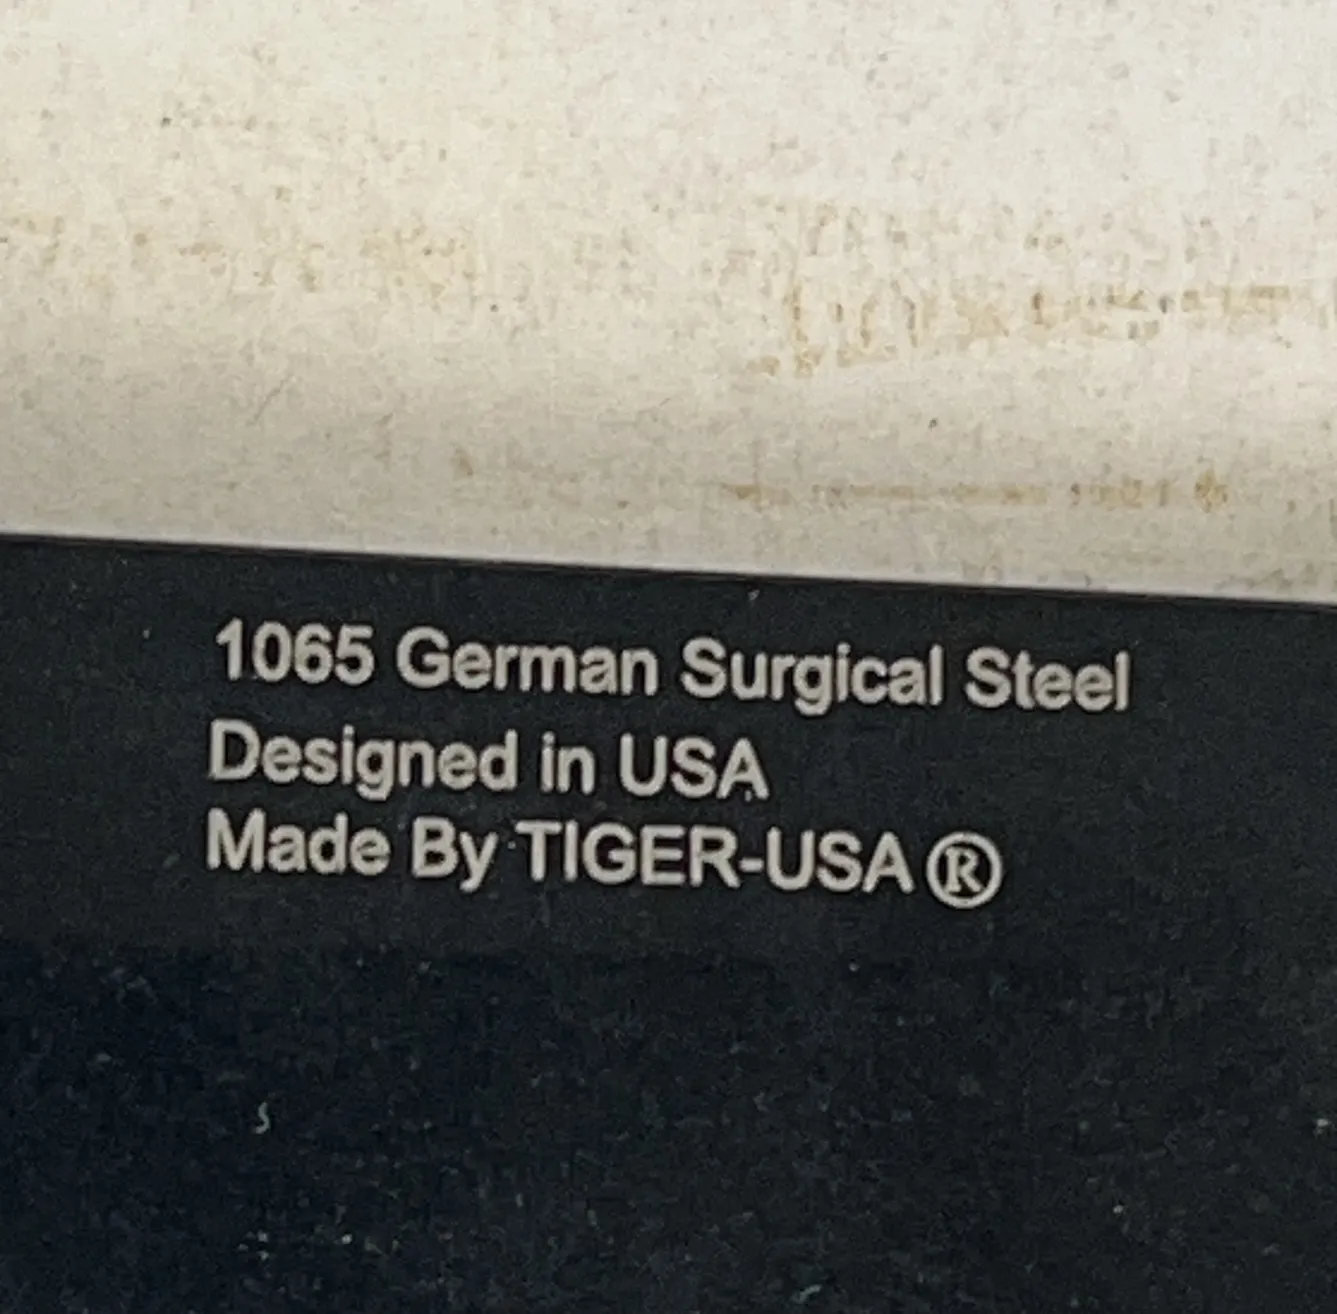 1065 German Surgical Steel
Designed in USA
Made By TIGER-USA®